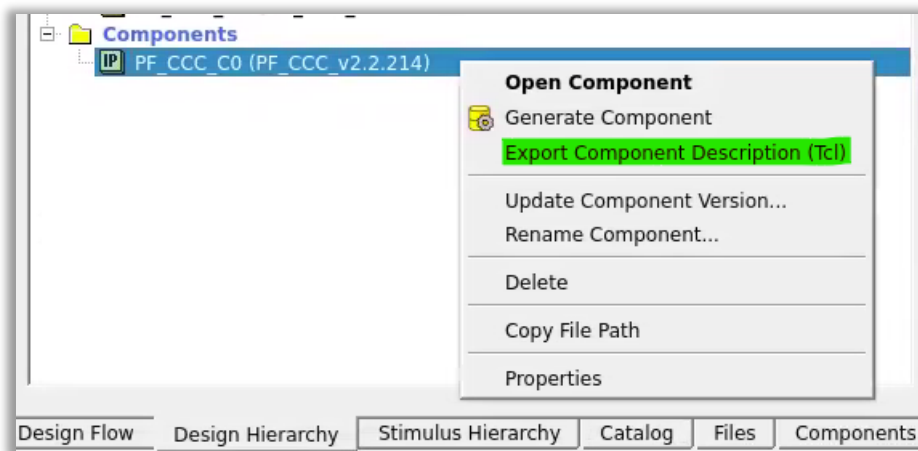 Components
IP PF_CCC_C0 (PF_CCC_v2.2.214)
Open Component
Generate Component
Export Component Description (Tcl)
Update Component Version...
Rename Component...
Delete
Copy File Path
Properties
Design Flow Design Hierarchy Stimulus Hierarchy Catalog Files Components